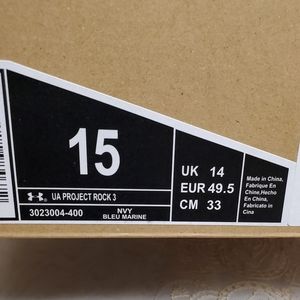 15
UK 14
EUR 49.5
CM 33
Made in China,
Fabrique En
Chine,Hecho
En China,
Fabricato in
Cina
UA PROJECT ROCK 3
3023004-400
NVY
BLEU MARINE